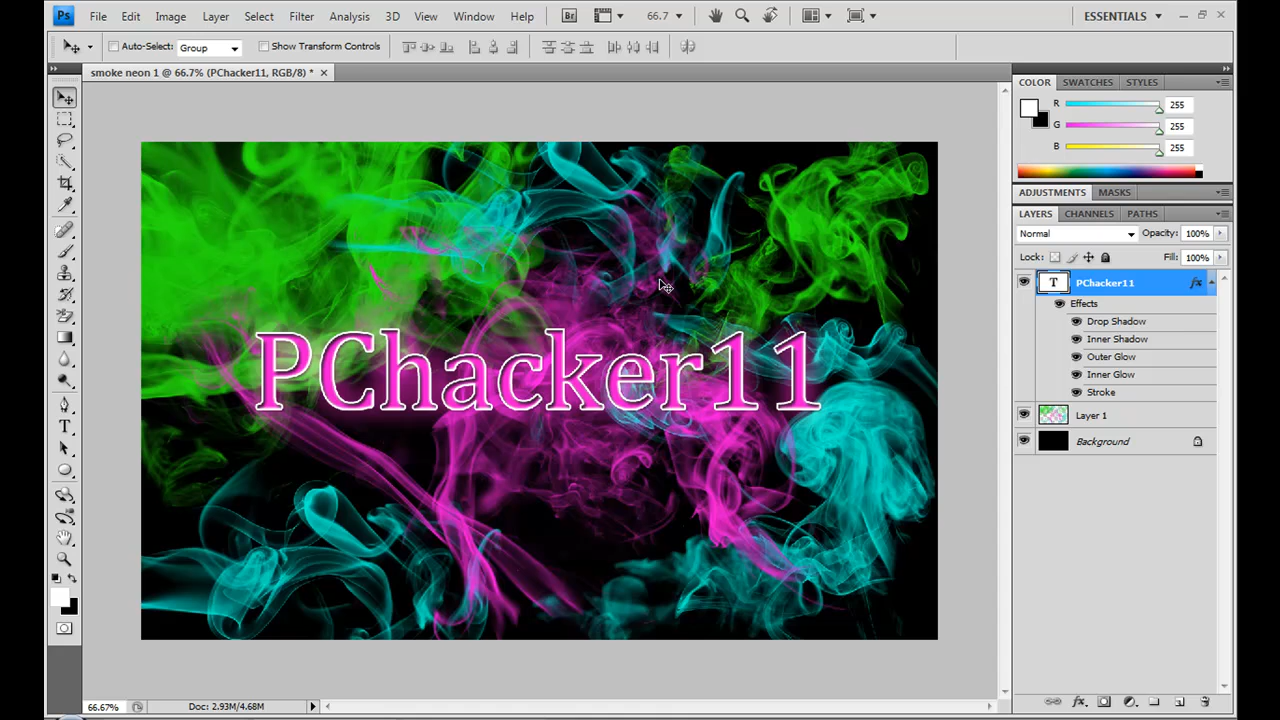 Ps File Edit Image Layer Select Filter Analysis 3D View Window Help Br 66.7 ESSENTIALS
Auto-Select: Group Show Transform Controls
smoke neon 1 @ 66.7% (PChacker11, RGB/8) *
COLOR SWATCHES STYLES
R 255
G 255
B 255
ADJUSTMENTS MASKS
LAYERS CHANNELS PATHS
Normal Opacity: 100%
Lock: Fill: 100%
T PChacker11 fx
Effects
Drop Shadow
Inner Shadow
Outer Glow
Inner Glow
Stroke
Layer 1
Background
PChacker11
T
66.67% Doc: 2.93M/4.68M
fx